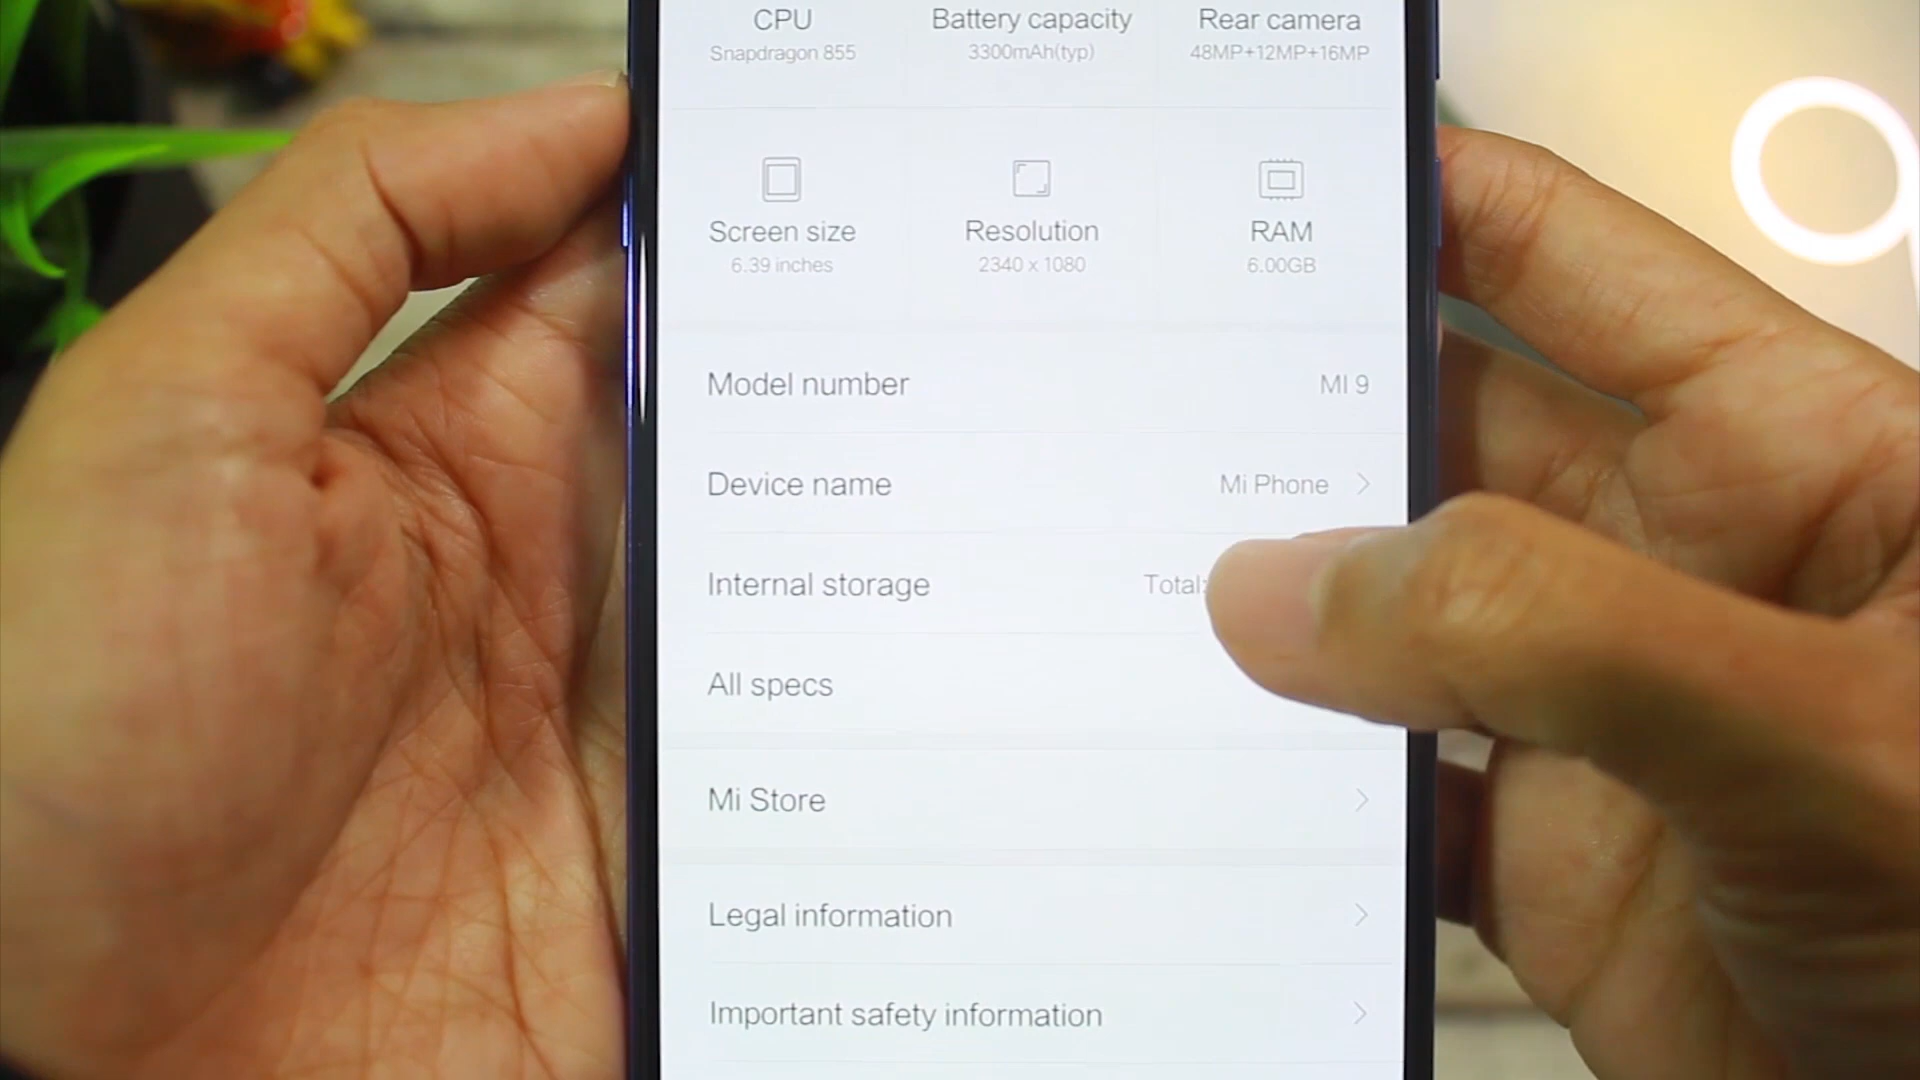 CPU Battery capacity Rear camera
Snapdragon 855 3300mAh(typ) 48MP+12MP+16MP
Screen size Resolution RAM
6.39 inches 2340 x 1080 6.00GB
Model number MI 9
Device name Mi Phone
Internal storage Total:
All specs
Mi Store
Legal information
Important safety information
9